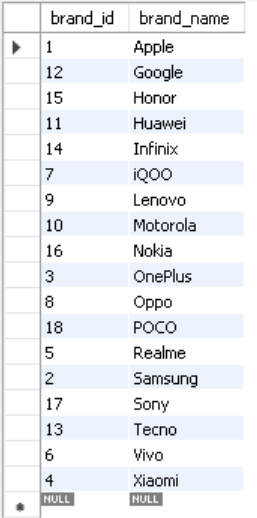 brand_id brand_name
1 Apple
12 Google
15 Honor
11 Huawei
14 Infinix
7 iQOO
9 Lenovo
10 Motorola
16 Nokia
3 OnePlus
8 Oppo
18 POCO
5 Realme
2 Samsung
17 Sony
13 Tecno
6 Vivo
4 Xiaomi
NULL NULL